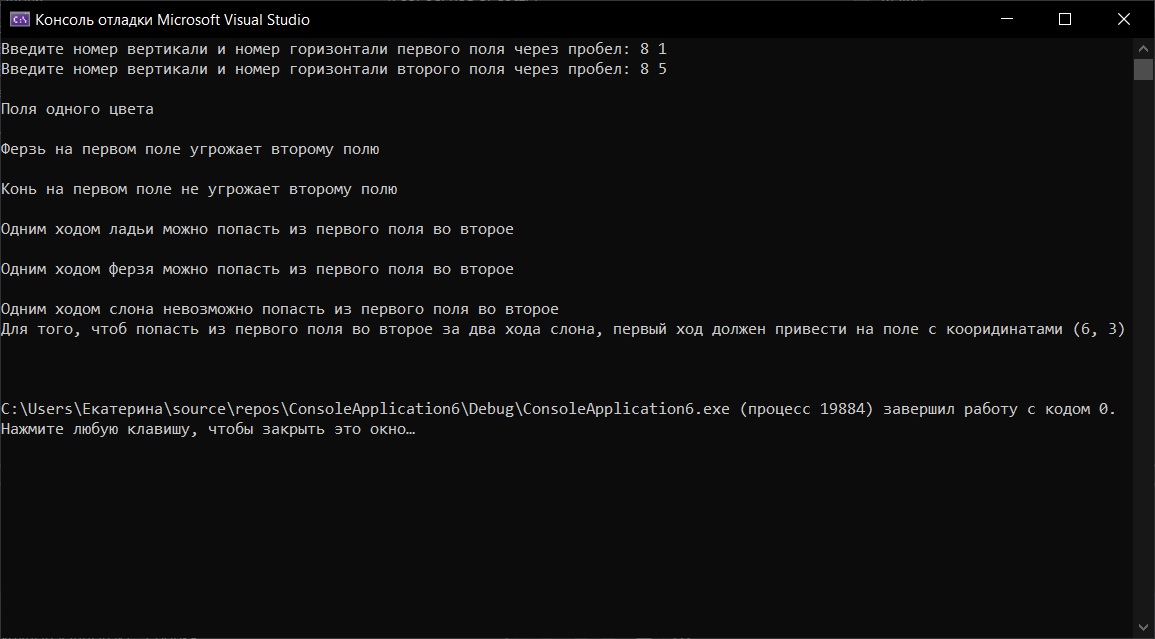 Консоль отладки Microsoft Visual Studio
Введите номер вертикали и номер горизонтали первого поля через пробел: 8 1
Введите номер вертикали и номер горизонтали второго поля через пробел: 8 5
Поля одного цвета
Ферзь на первом поле угрожает второму полю
Конь на первом поле не угрожает второму полю
Одним ходом ладьи можно попасть из первого поля во второе
Одним ходом ферзя можно попасть из первого поля во второе
Одним ходом слона невозможно попасть из первого поля во второе
Для того, чтоб попасть из первого поля во второе за два хода слона, первый ход должен привести на поле с кооридинатами (6, 3)
C:\Users\Екатерина\source\repos\ConsoleApplication6\Debug\ConsoleApplication6.exe (процесс 19884) завершил работу с кодом 0.
Нажмите любую клавишу, чтобы закрыть это окно…